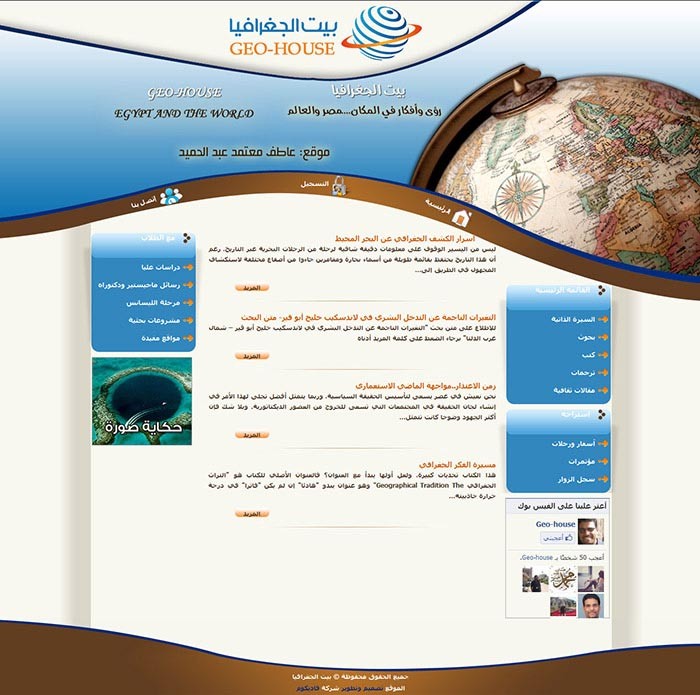 بيت الجغرافيا
GEO-HOUSE
بيت الجغرافيا
رؤى وأفكار في المكان...مصر والعالم
GEO-HOUSE
EGYPT AND THE WORLD
موقع: عاطف معتمد عبد الحميد
الرئيسية
التسجيل
اتصل بنا
القائمة الرئيسية
السيرة الذاتية
بحوث
كتب
ترجمات
مقالات ثقافية
استراحة
أسفار ورحلات
مؤتمرات
سجل الزوار
أعثر علينا على الفيس بوك
Geo-house
أعجبني
أعجب 50 شخصًا بـ Geo-house.
اسرار الكشف الجغرافي عن البحر المحيط
ليس من اليسير الوقوف على معلومات دقيقة شافية لرحلة من الرحلات البحرية عبر التاريخ. رغم
أن هذا التاريخ يحتفظ بقائمة طويلة من أسماء بحارة ومغامرين جاءوا من أصقاع مختلفة لاستكشاف
المجهول في الطريق إلى...
المزيد
التغيرات الناجمة عن التدخل البشرى في لاندسكيب خليج أبو قير- متن البحث
للاطلاع على متن بحث "التغيرات الناجمة عن التدخل البشرى في لاندسكيب خليج أبو قير – شمال
غرب الدلتا" برجاء الضغط على كلمة المزيد أدناه
المزيد
زمن الاعتذار..مواجهة الماضي الاستعماري
نحن نعيش في عصر يسعى لتأسيس الحقيقة السياسية. وربما يتمثل أفضل تجلي لهذا الأمر في
إنشاء لجان الحقيقة في المجتمعات التي تسعى للخروج من العصور الديكتاتورية. ولا شك فإن
أكثر الجهود وضوحا كانت تتمثل...
المزيد
مسيرة الفكر الجغرافي
هذا الكتاب تحديات كبيرة. ولعل أولها يبدأ مع العنوان؟ فالعنوان الأصلي للكتاب هو "التراث
الجغرافي Geographical Tradition The" وهو عنوان يبدو "هادئا" إن لم يكن "فاترا" في درجة
حرارة جاذبيته...
المزيد
مع الطلاب
دراسات عليا
رسائل ماجيستير ودكتوراه
مرحلة الليسانس
مشروعات بحثية
مواقع مفيدة
حكاية صورة
جميع الحقوق محفوظة © بيت الجغرافيا
الموقع تصميم وتطوير شركة فاديكوم